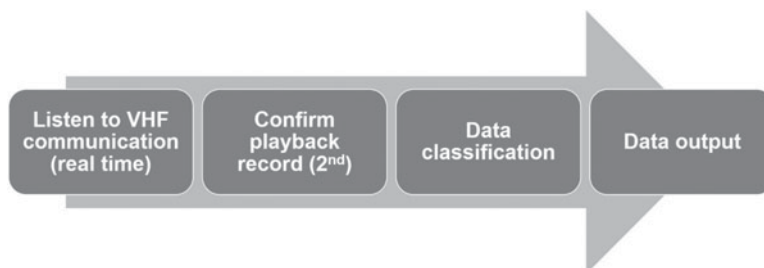 Listen to VHF
communication
(real time)
Confirm
playback
record (2nd)
Data
classification
Data output